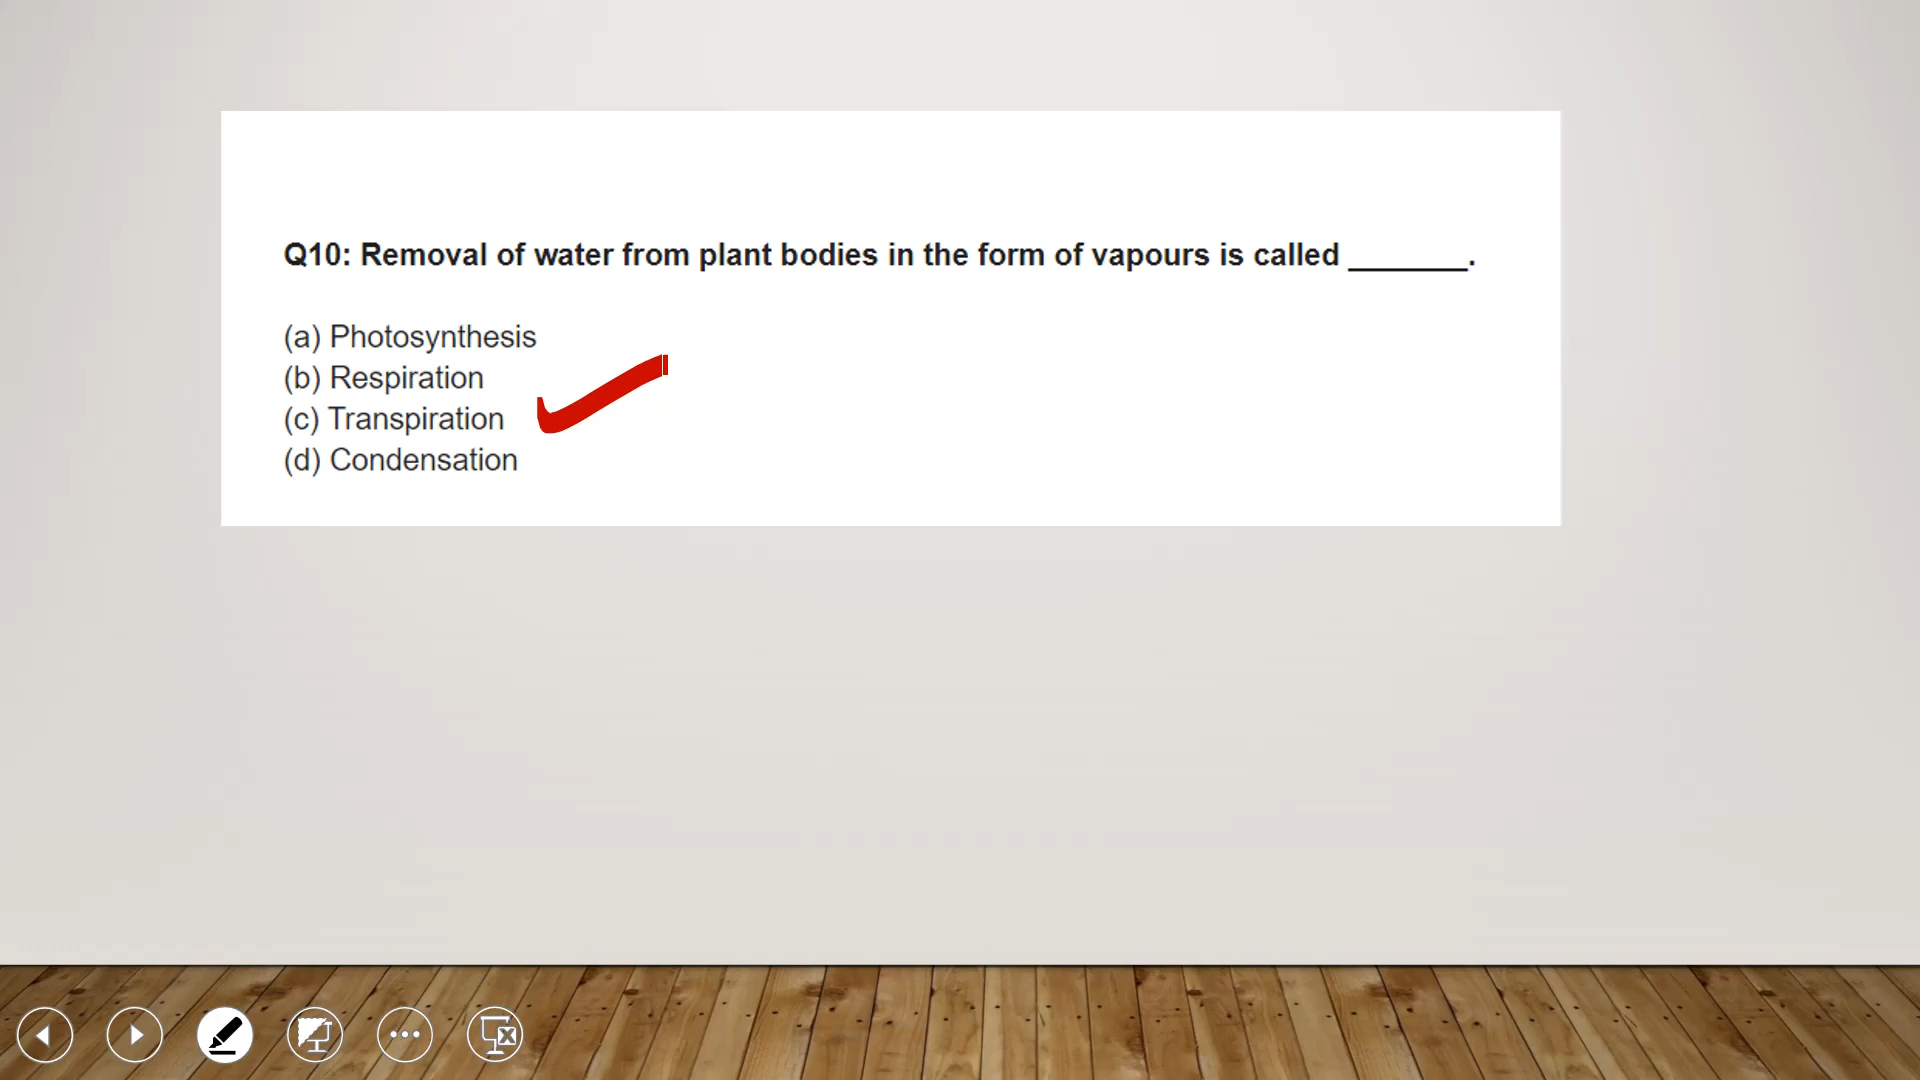 Q10: Removal of water from plant bodies in the form of vapours is called _______.
(a) Photosynthesis
(b) Respiration
(c) Transpiration
(d) Condensation